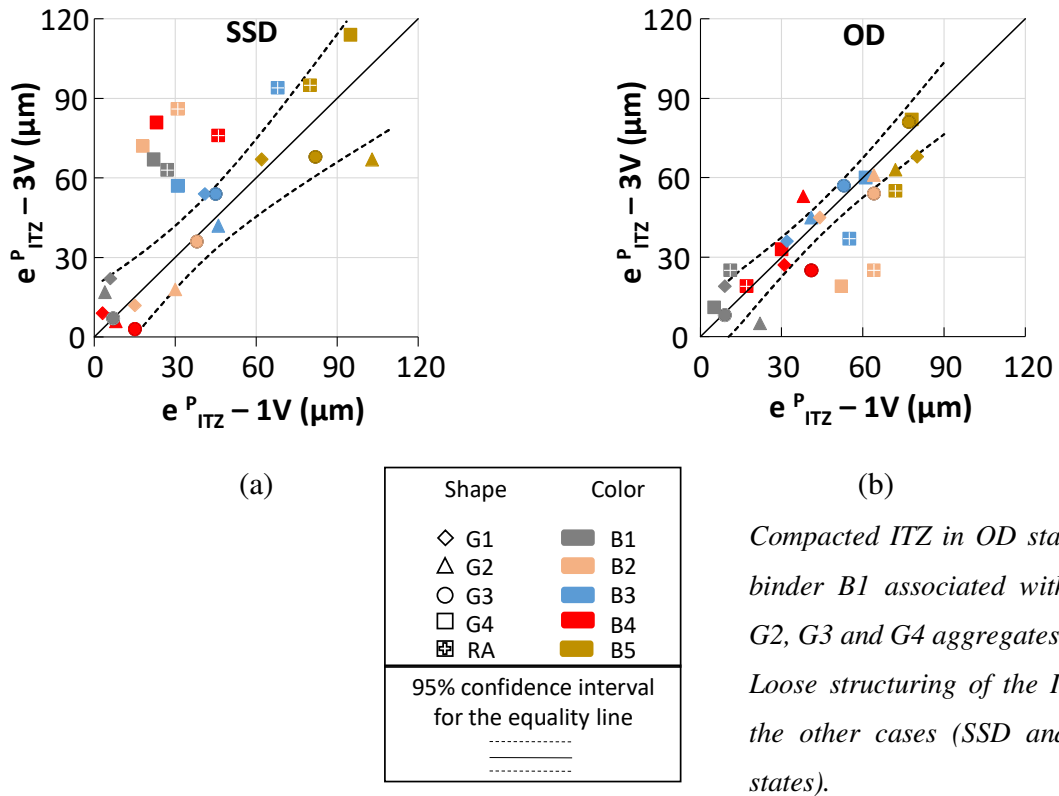 SSD
120
90
60
30
0
e P ITZ – 3V (µm)
0 30 60 90 120
e P ITZ – 1V (µm)
(a)
OD
120
90
60
30
0
e P ITZ – 3V (µm)
0 30 60 90 120
e P ITZ – 1V (µm)
(b)
Shape Color
G1 B1
G2 B2
G3 B3
G4 B4
RA B5
95% confidence interval
for the equality line
Compacted ITZ in OD
binder B1 associated with
G2, G3 and G4 aggregates
Loose structuring of the
the other cases (SSD and
states).